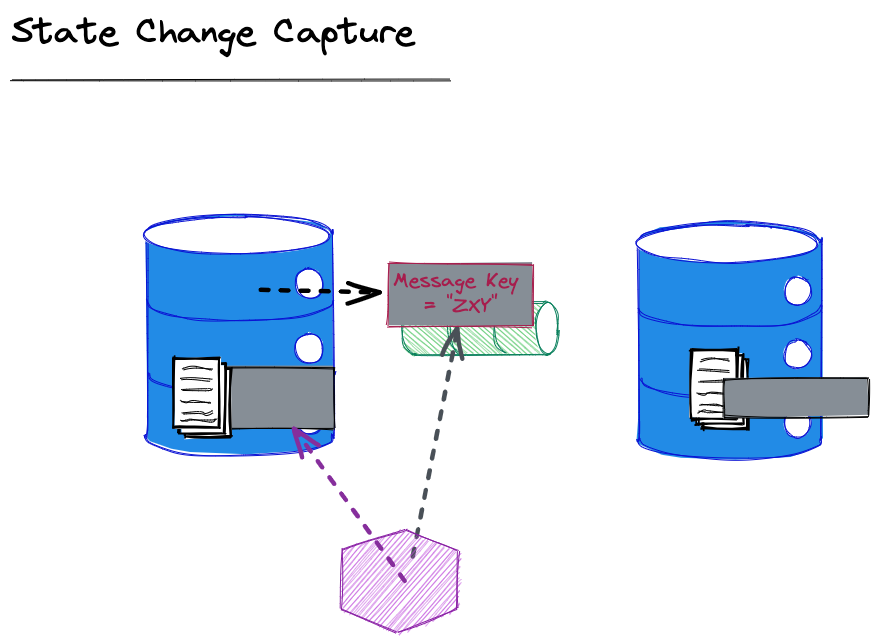 State Change Capture
Message Key
= "ZXY"